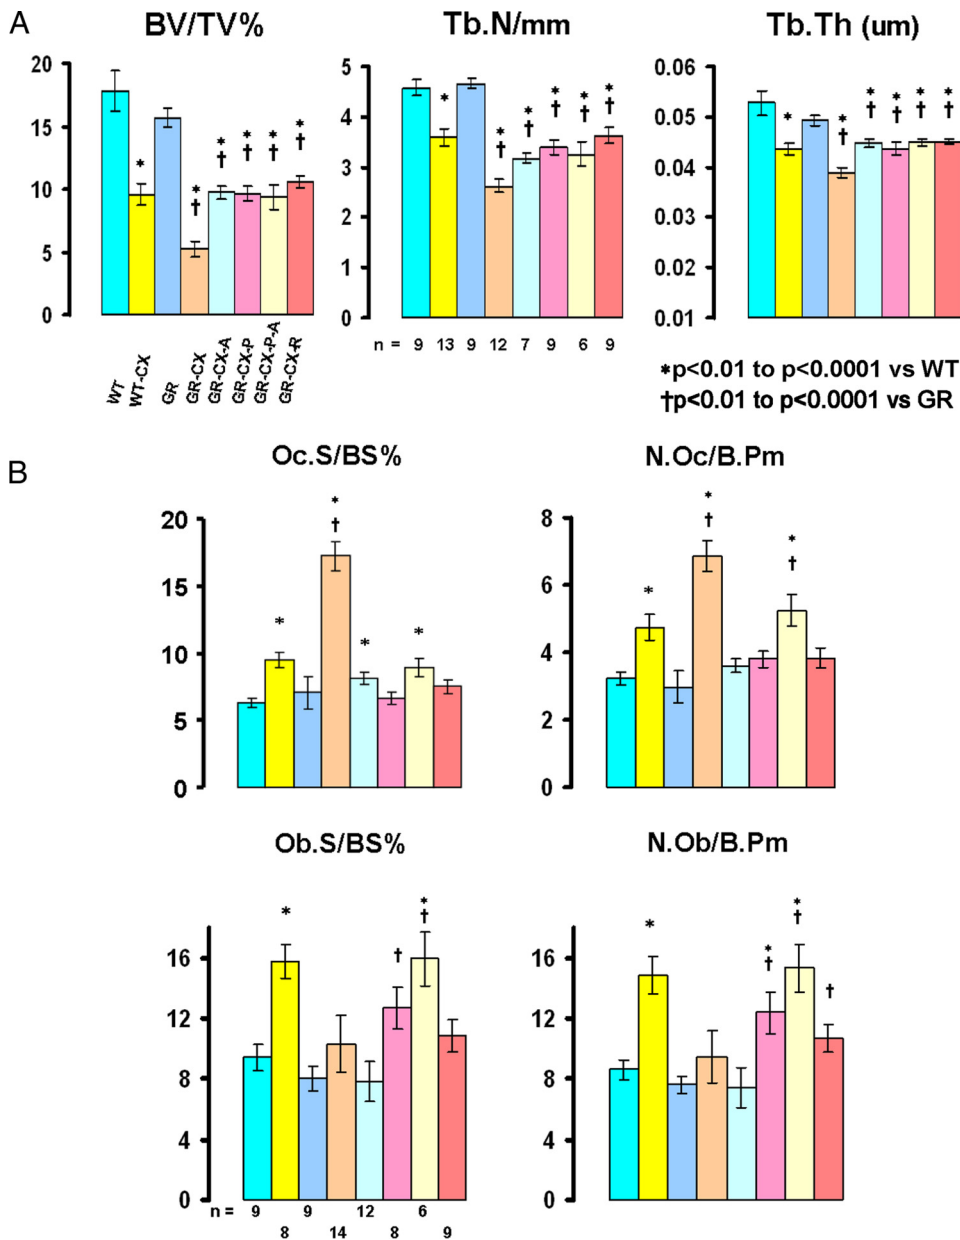 A
BV/TV%
Tb.N/mm
Tb.Th (um)
20
15
10
5
0
* * † * † * † * † * †
WT
WT-CX
GR
GR-CX
GR-CX-A
GR-CX-P
GR-CX-P-A
GR-CX-R
5
4
3
2
1
0
* * † * † * † * † * †
n = 9 13 9 12 7 9 6 9
0.06
0.05
0.04
0.03
0.02
0.01
* * † * † * † * † * †
*p<0.01 to p<0.0001 vs WT
†p<0.01 to p<0.0001 vs GR
B
Oc.S/BS%
N.Oc/B.Pm
20
15
10
5
0
* * † * *
8
6
4
2
0
* * † * †
Ob.S/BS%
N.Ob/B.Pm
16
12
8
4
0
* † * †
n = 9 9 12 6
8 14 8 9
16
12
8
4
0
* * † * † †